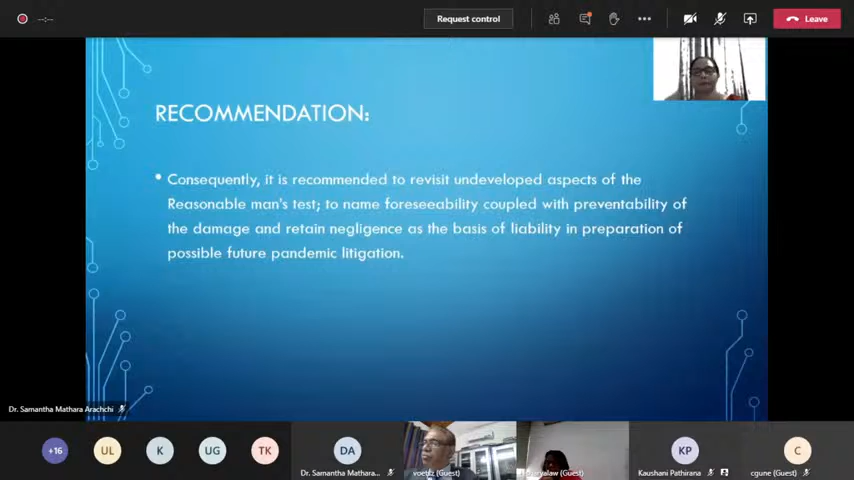 --:--
Request control
Leave
RECOMMENDATION:
• Consequently, it is recommended to revisit undeveloped aspects of the
Reasonable man's test; to name foreseeability coupled with preventability of
the damage and retain negligence as the basis of liability in preparation of
possible future pandemic litigation.
Dr. Samantha Mathara Arachchi
+16
UL
K
UG
TK
DA
KP
C
Dr. Samantha Mathara...
(Guest)
(Guest)
Kaushani Pathirana
cgune (Guest)